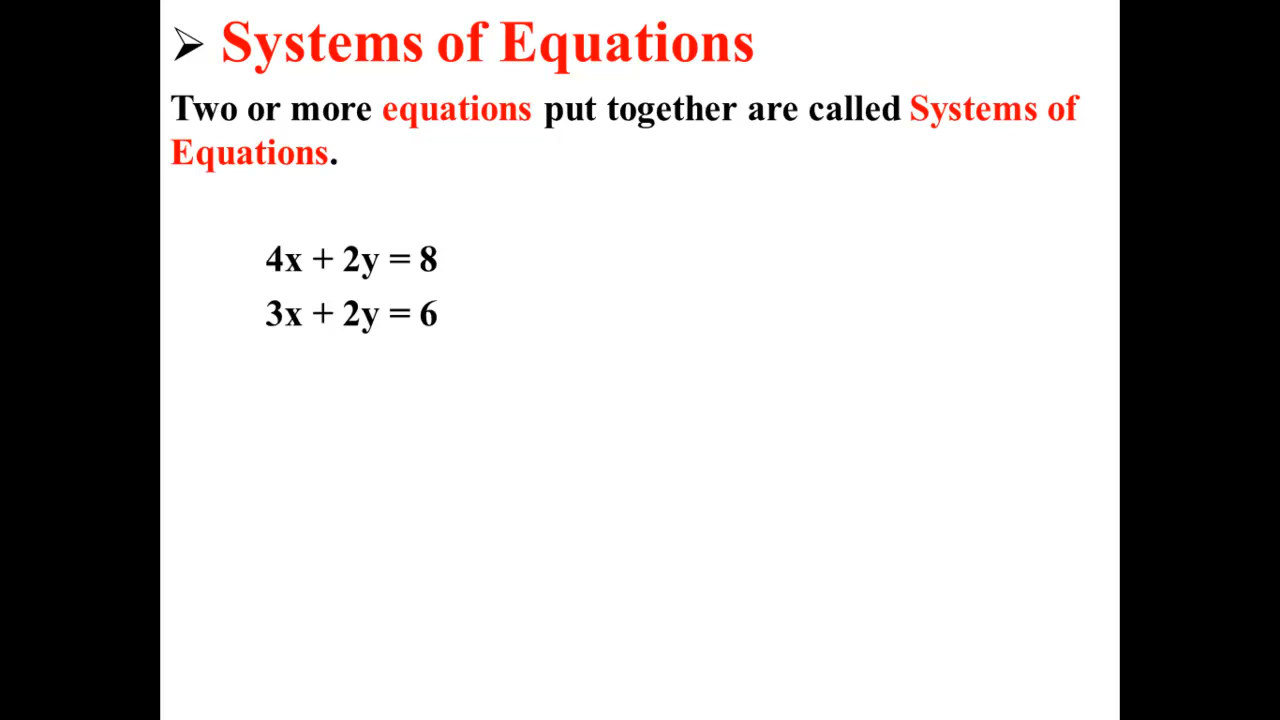 ➢ Systems of Equations
Two or more equations put together are called Systems of
Equations.
4x + 2y = 8
3x + 2y = 6